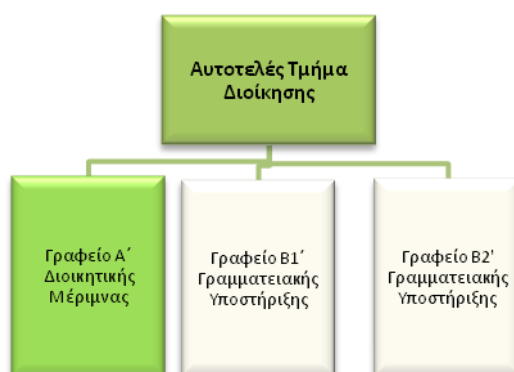 Αυτοτελές Τμήμα
Διοίκησης
Γραφείο Α΄
Διοικητικής
Μέριμνας
Γραφείο Β1΄
Γραμματειακής
Υποστήριξης
Γραφείο Β2'
Γραμματειακής
Υποστήριξης